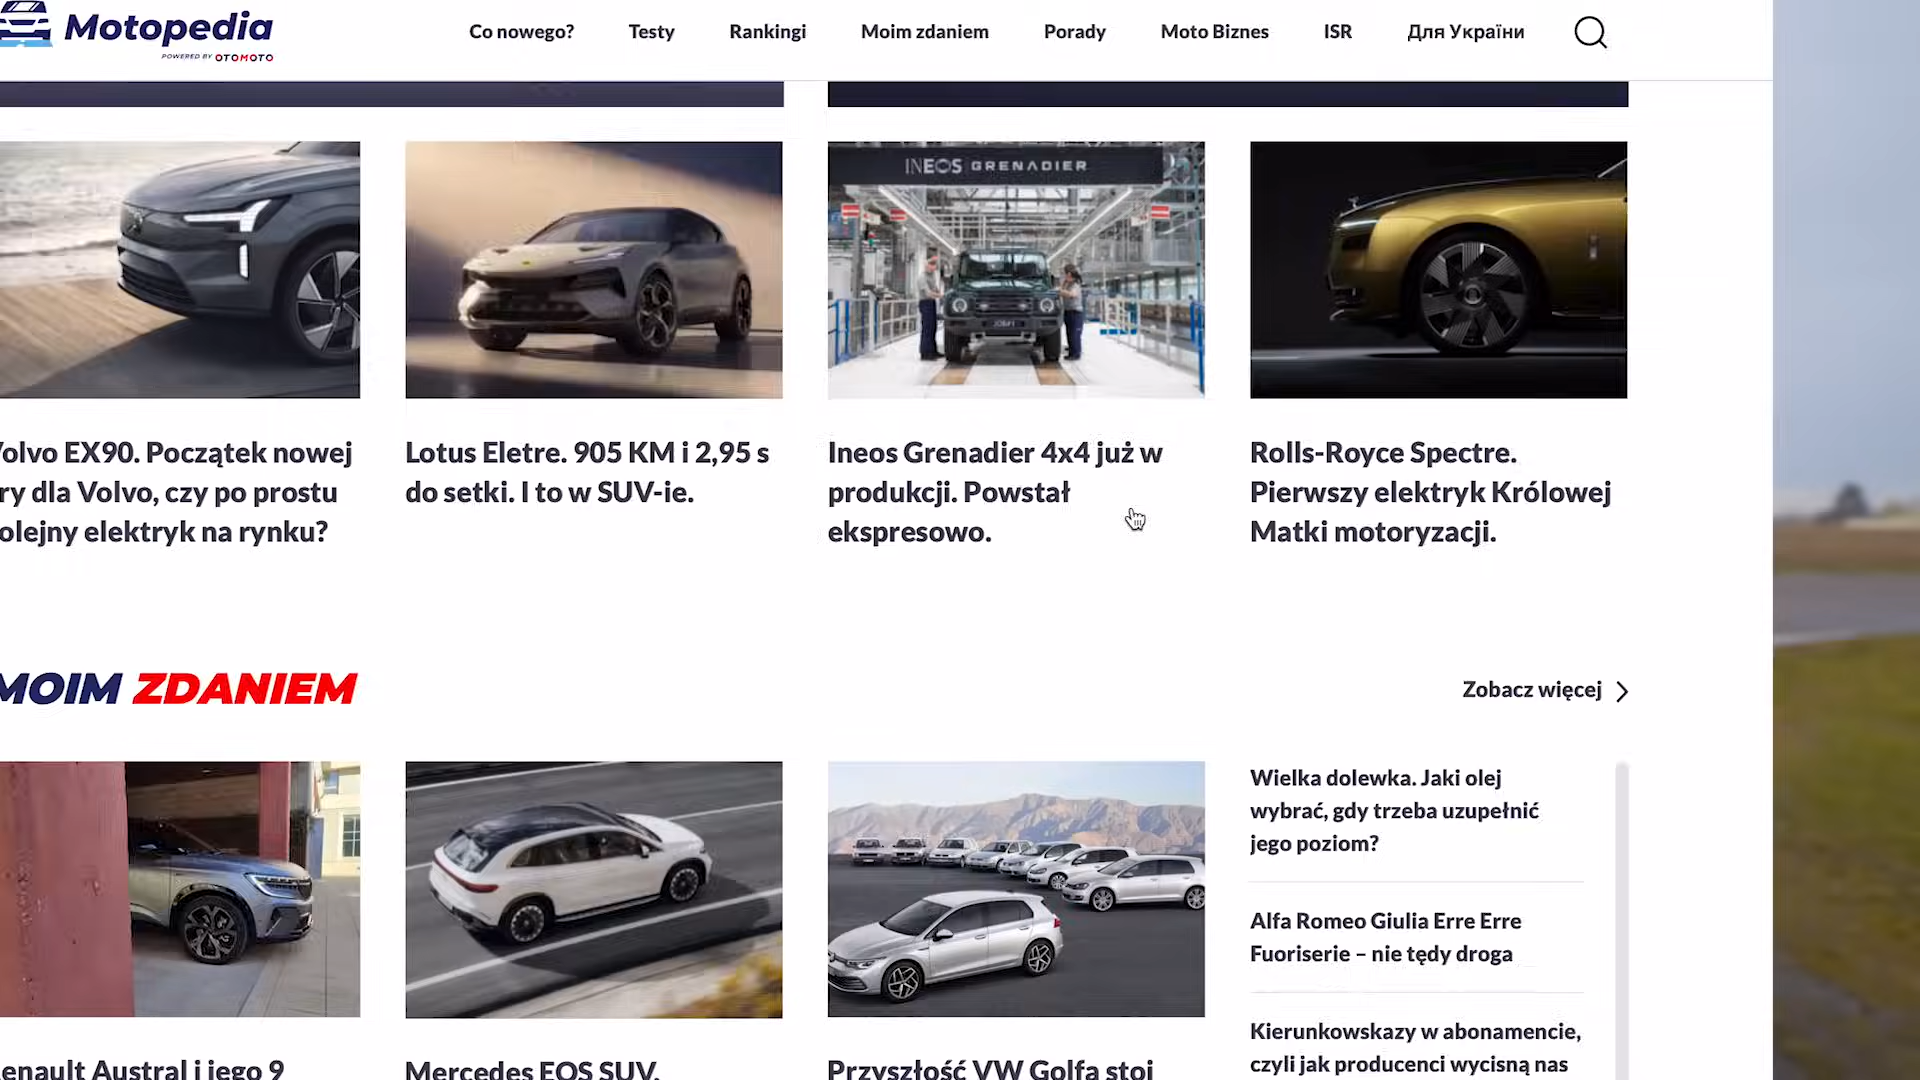 Motopedia
POWERED BY OTOMOTO
Co nowego?
Testy
Rankingi
Moim zdaniem
Porady
Moto Biznes
ISR
Для України
INEOS GRENADIER
Volvo EX90. Początek nowej
ry dla Volvo, czy po prostu
olejny elektryk na rynku?
Lotus Eletre. 905 KM i 2,95 s
do setki. I to w SUV-ie.
Ineos Grenadier 4x4 już w
produkcji. Powstał
ekspresowo.
Rolls-Royce Spectre.
Pierwszy elektryk Królowej
Matki motoryzacji.
MOIM ZDANIEM
Zobacz więcej
Wielka dolewka. Jaki olej
wybrać, gdy trzeba uzupełnić
jego poziom?
Alfa Romeo Giulia Erre Erre
Fuoriserie – nie tędy droga
Kierunkowskazy w abonamencie,
czyli jak producenci wycisną nas
enault Austral i jego 9
Mercedes EQS SUV.
Przyszłość VW Golfa stoi